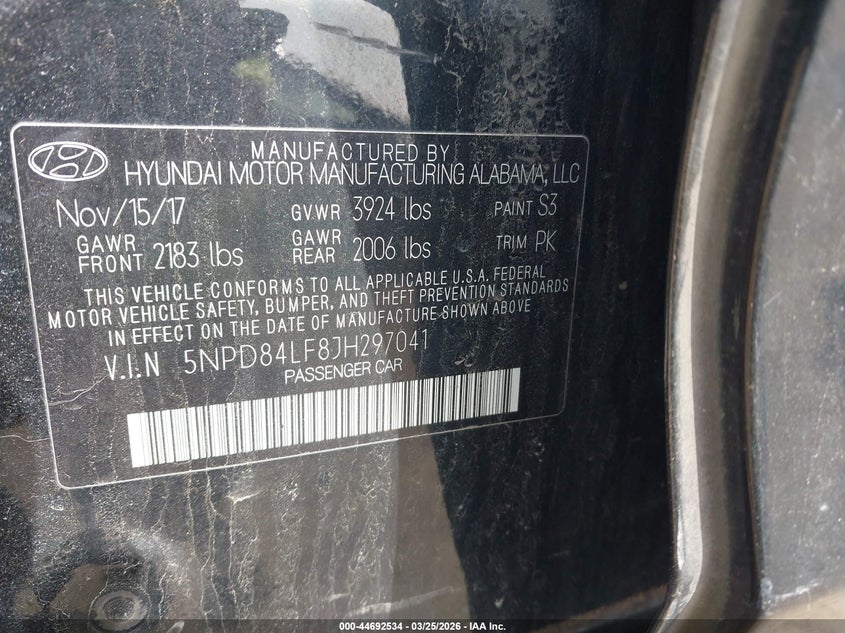 MANUFACTURED BY
HYUNDAI MOTOR MANUFACTURING ALABAMA, LLC
Nov/15/17 GVWR 3924 lbs PAINT S3
GAWR FRONT 2183 lbs GAWR REAR 2006 lbs TRIM PK
THIS VEHICLE CONFORMS TO ALL APPLICABLE U.S.A. FEDERAL
MOTOR VEHICLE SAFETY, BUMPER, AND THEFT PREVENTION STANDARDS
IN EFFECT ON THE DATE OF MANUFACTURE SHOWN ABOVE
V.I.N 5NPD84LF8JH297041
PASSENGER CAR
000-44692534 - 03/25/2026 - IAA Inc.